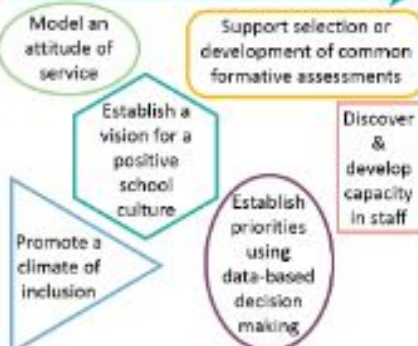 Model an
attitude of
service
Support selection or
development of common
formative assessments
Establish a
vision for a
positive
school
culture
Discover
&
develop
capacity
in staff
Promote a
climate of
inclusion
Establish
priorities
using
data-based
decision
making